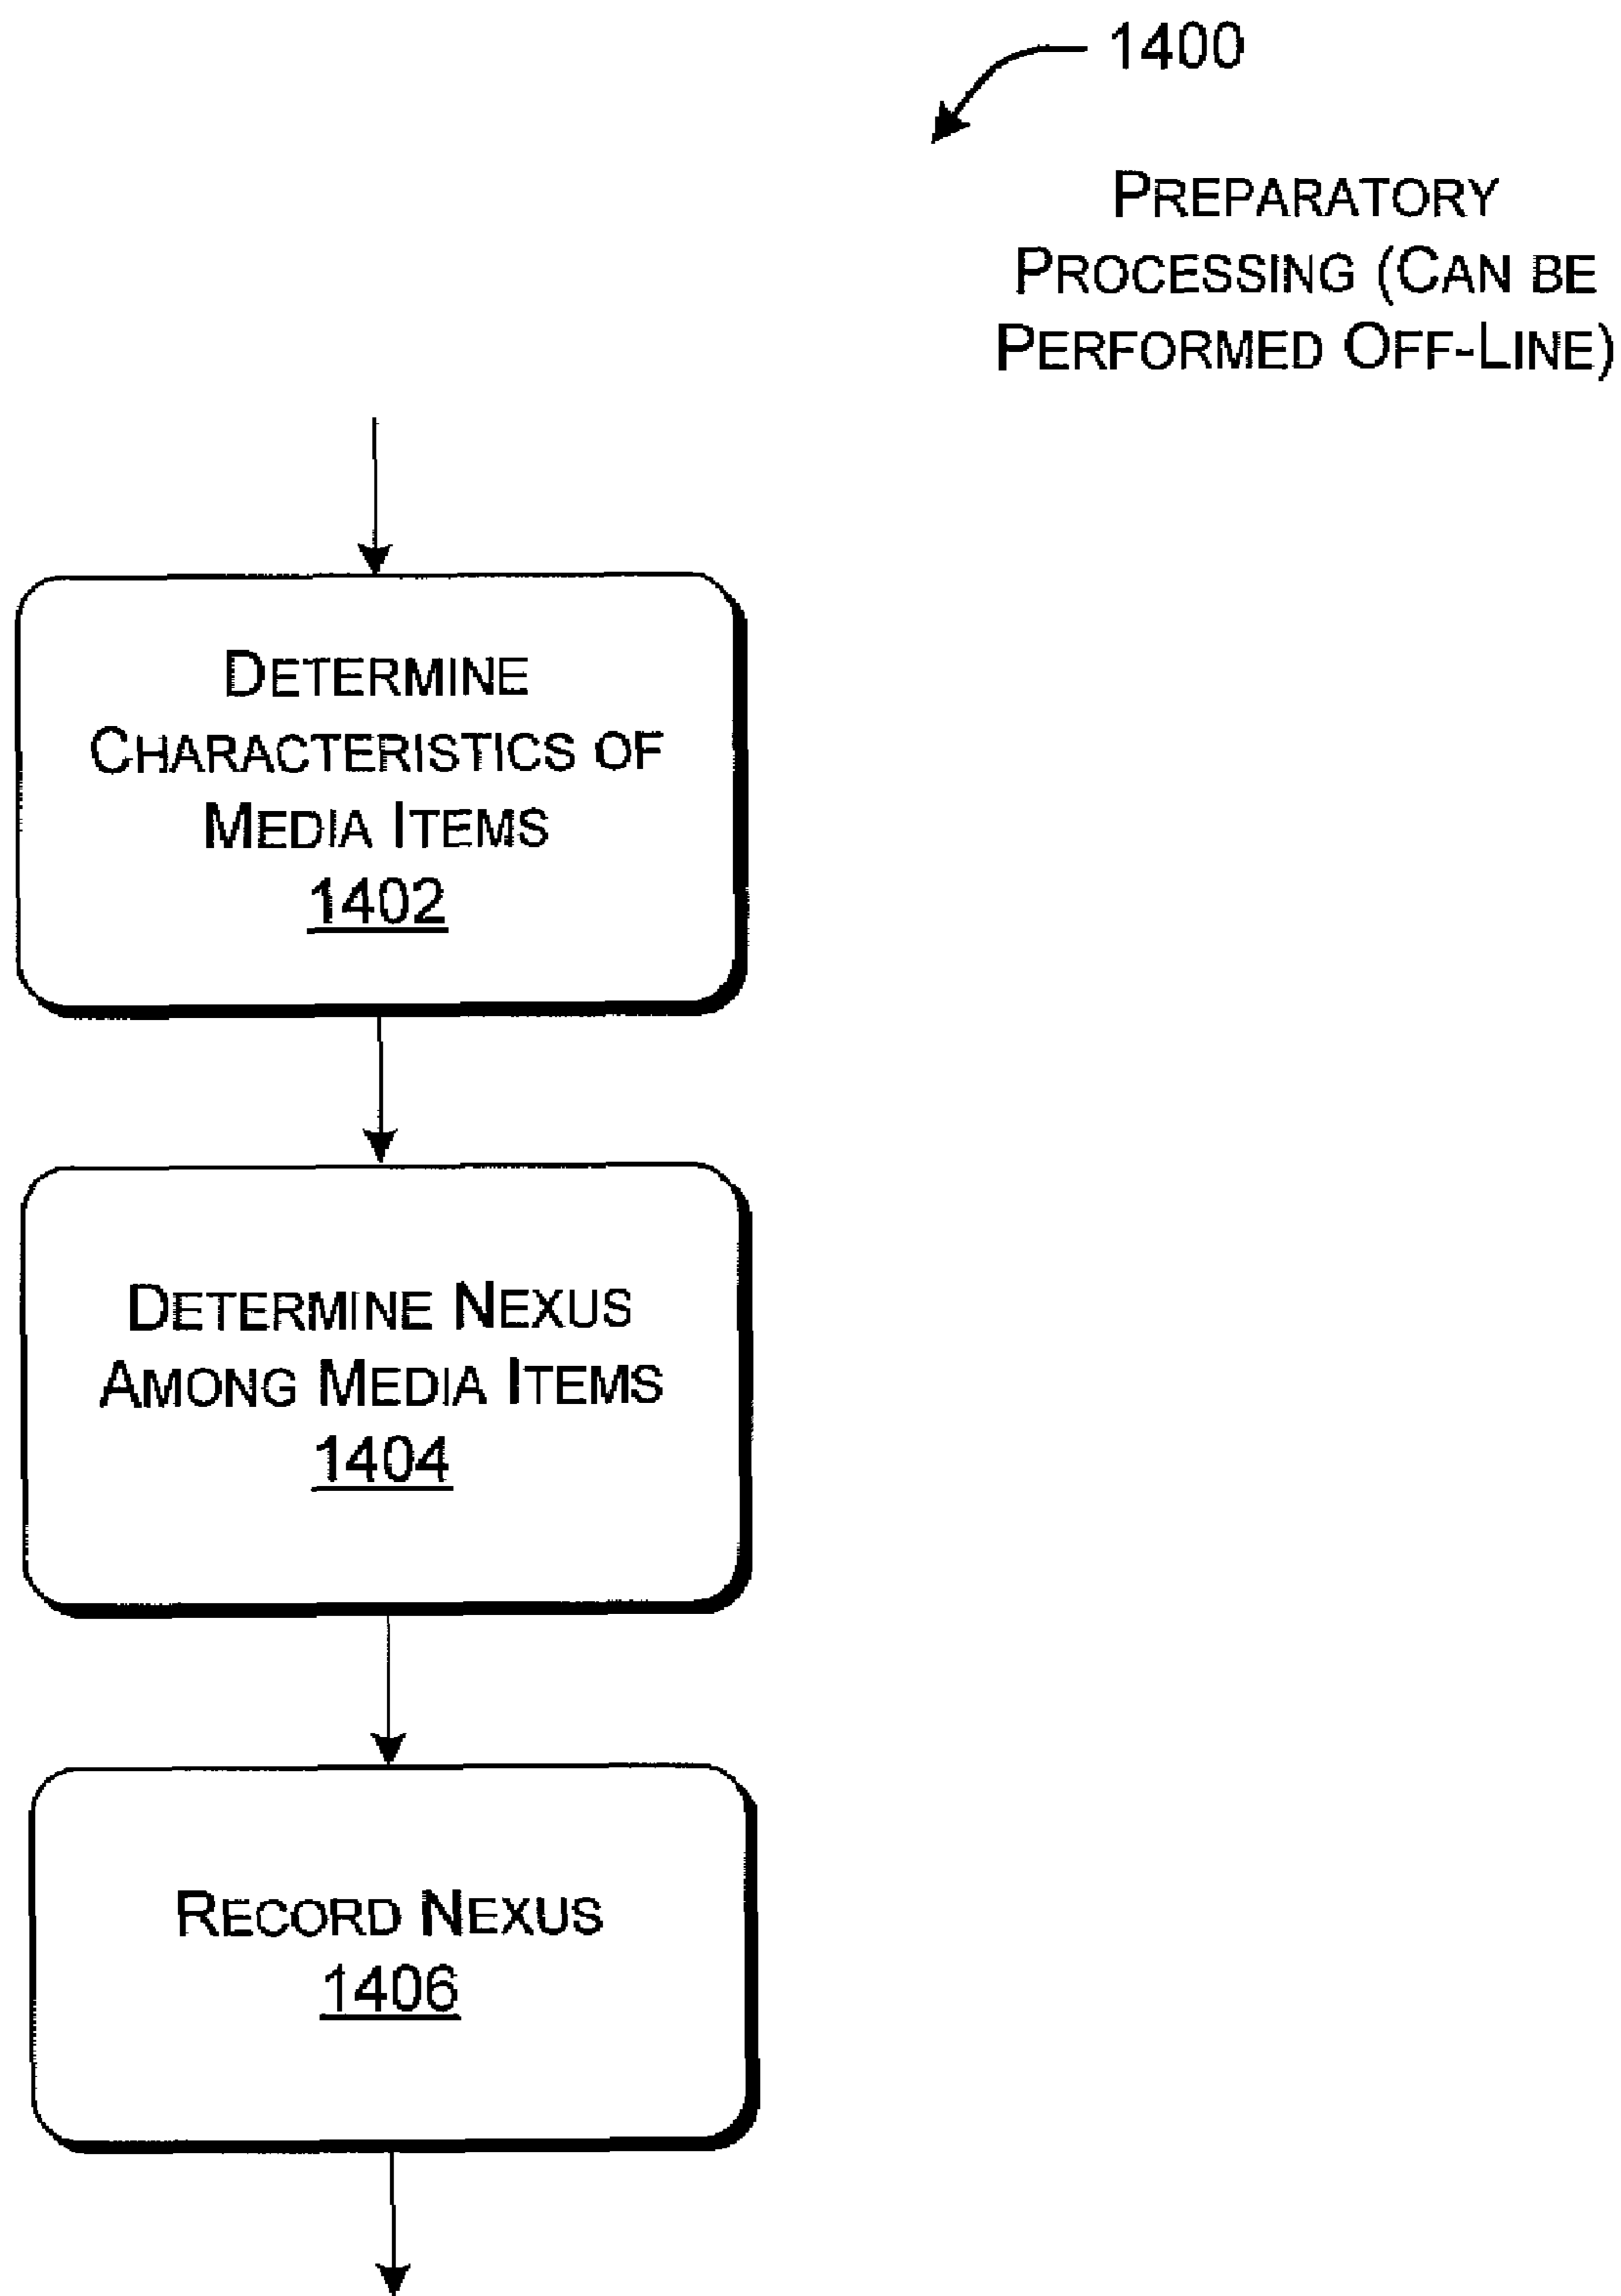 1400
PREPARATORY
PROCESSING (CAN BE
PERFORMED OFF-LINE)
DETERMINE
CHARACTERISTICS OF
MEDIA ITEMS
1402
DETERMINE NEXUS
AMONG MEDIA ITEMS
1404
RECORD NEXUS
1406